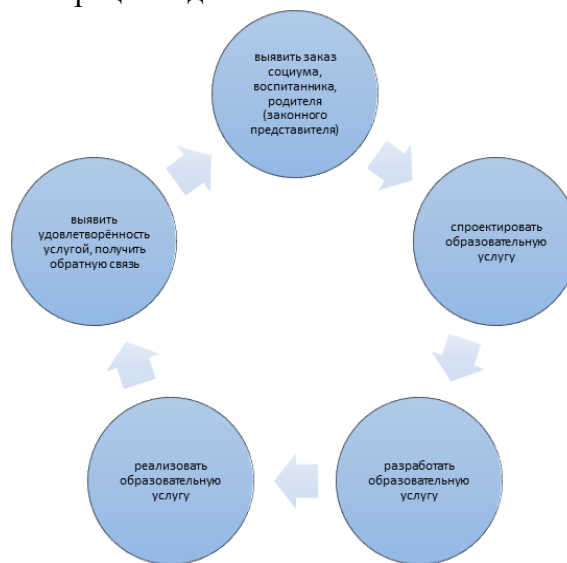 выявить заказ
социума,
воспитанника,
родителя
(законного
представителя)
спроектировать
образовательную
услугу
разработать
образовательную
услугу
реализовать
образовательную
услугу
выявить
удовлетворённость
услугой, получить
обратную связь